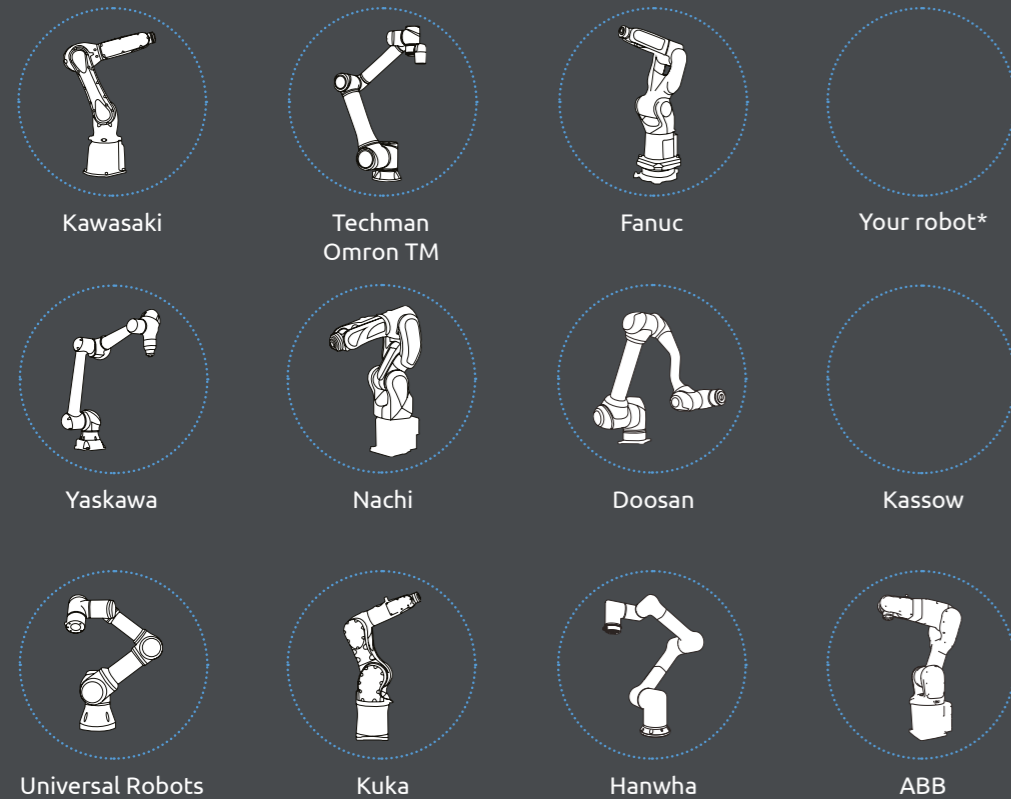 Kawasaki
Techman
Omron TM
Fanuc
Your robot*
Yaskawa
Nachi
Doosan
Kassow
Universal Robots
Kuka
Hanwha
ABB